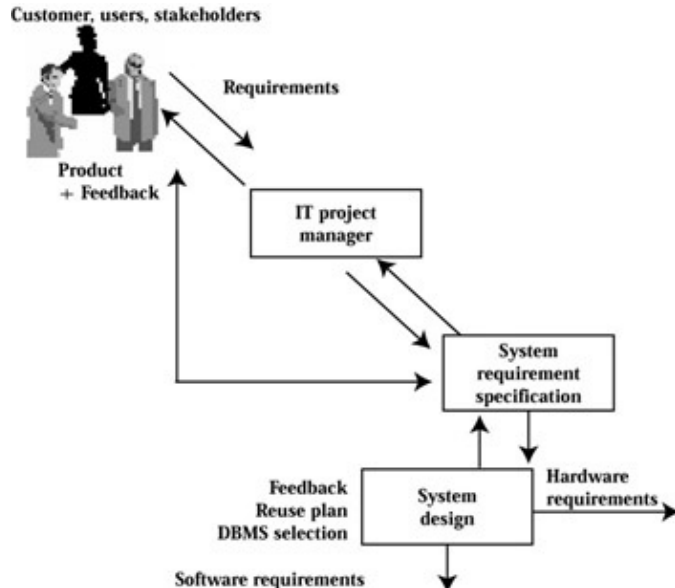 Customer, users, stakeholders
Requirements
Product
+ Feedback
IT project
manager
System
requirement
specification
Feedback
Reuse plan
DBMS selection
System
design
Hardware
requirements
Software requirements